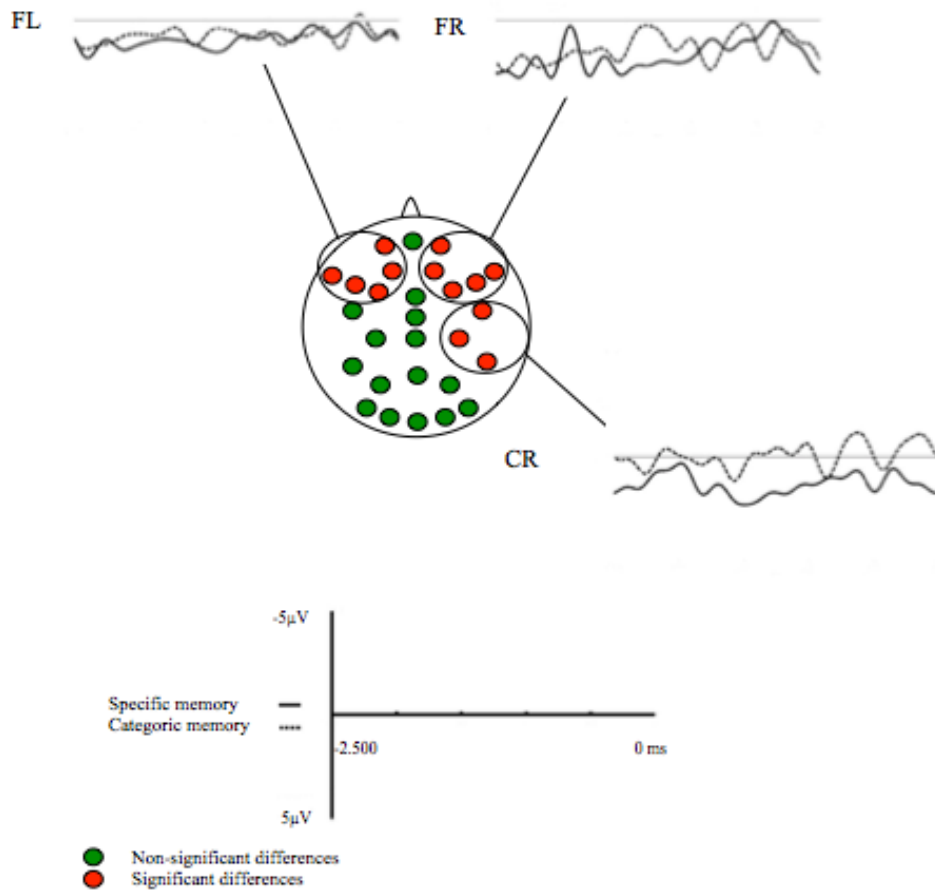 FL
FR
CR
-5µV
Specific memory
Categoric memory
-2.500
0 ms
5µV
Non-significant differences
Significant differences